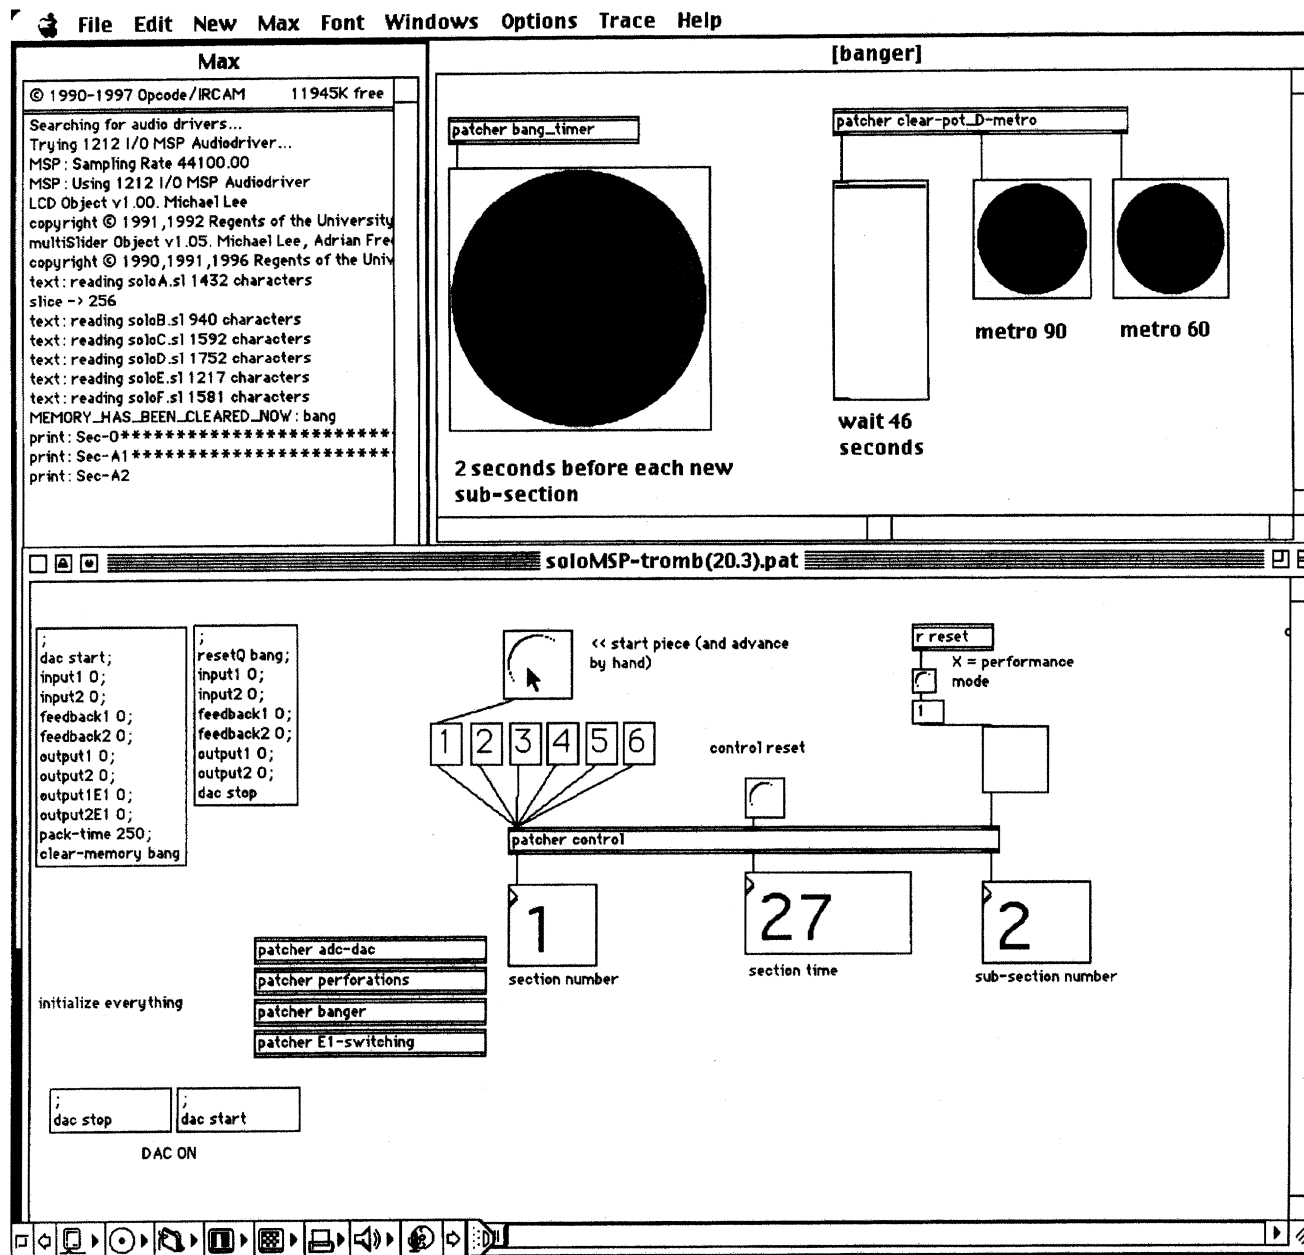 File Edit New Max Font Windows Options Trace Help
Max
© 1990-1997 Opcode/IRCAM 11945K free
Searching for audio drivers...
Trying 1212 I/O MSP Audiodriver...
MSP: Sampling Rate 44100.00
MSP: Using 1212 I/O MSP Audiodriver
LCD Object v1.00. Michael Lee
copyright © 1991,1992 Regents of the University
multiSlider Object v1.05. Michael Lee, Adrian Fre
copyright © 1990,1991,1996 Regents of the Univ
text: reading soloA.sl 1432 characters
slice -> 256
text: reading soloB.sl 940 characters
text: reading soloC.sl 1592 characters
text: reading soloD.sl 1752 characters
text: reading soloE.sl 1217 characters
text: reading soloF.sl 1581 characters
MEMORY_HAS_BEEN_CLEARED_NOW: bang
print: Sec-0*************************
print: Sec-A1************************
print: Sec-A2
[banger]
patcher bang_timer
2 seconds before each new
sub-section
patcher clear-pot_D-metro
wait 46
seconds
metro 90
metro 60
soloMSP-tromb(20.3).pat
;
dac start;
input1 0;
input2 0;
feedback1 0;
feedback2 0;
output1 0;
output2 0;
output1E1 0;
output2E1 0;
pack-time 250;
clear-memory bang
;
resetQ bang;
input1 0;
input2 0;
feedback1 0;
feedback2 0;
output1 0;
output2 0;
dac stop
<< start piece (and advance
by hand)
1 2 3 4 5 6
control reset
r reset
X = performance
mode
1
patcher control
1
section number
27
section time
2
sub-section number
patcher adc-dac
patcher perforations
patcher banger
patcher E1-switching
initialize everything
;
dac stop
;
dac start
DAC ON